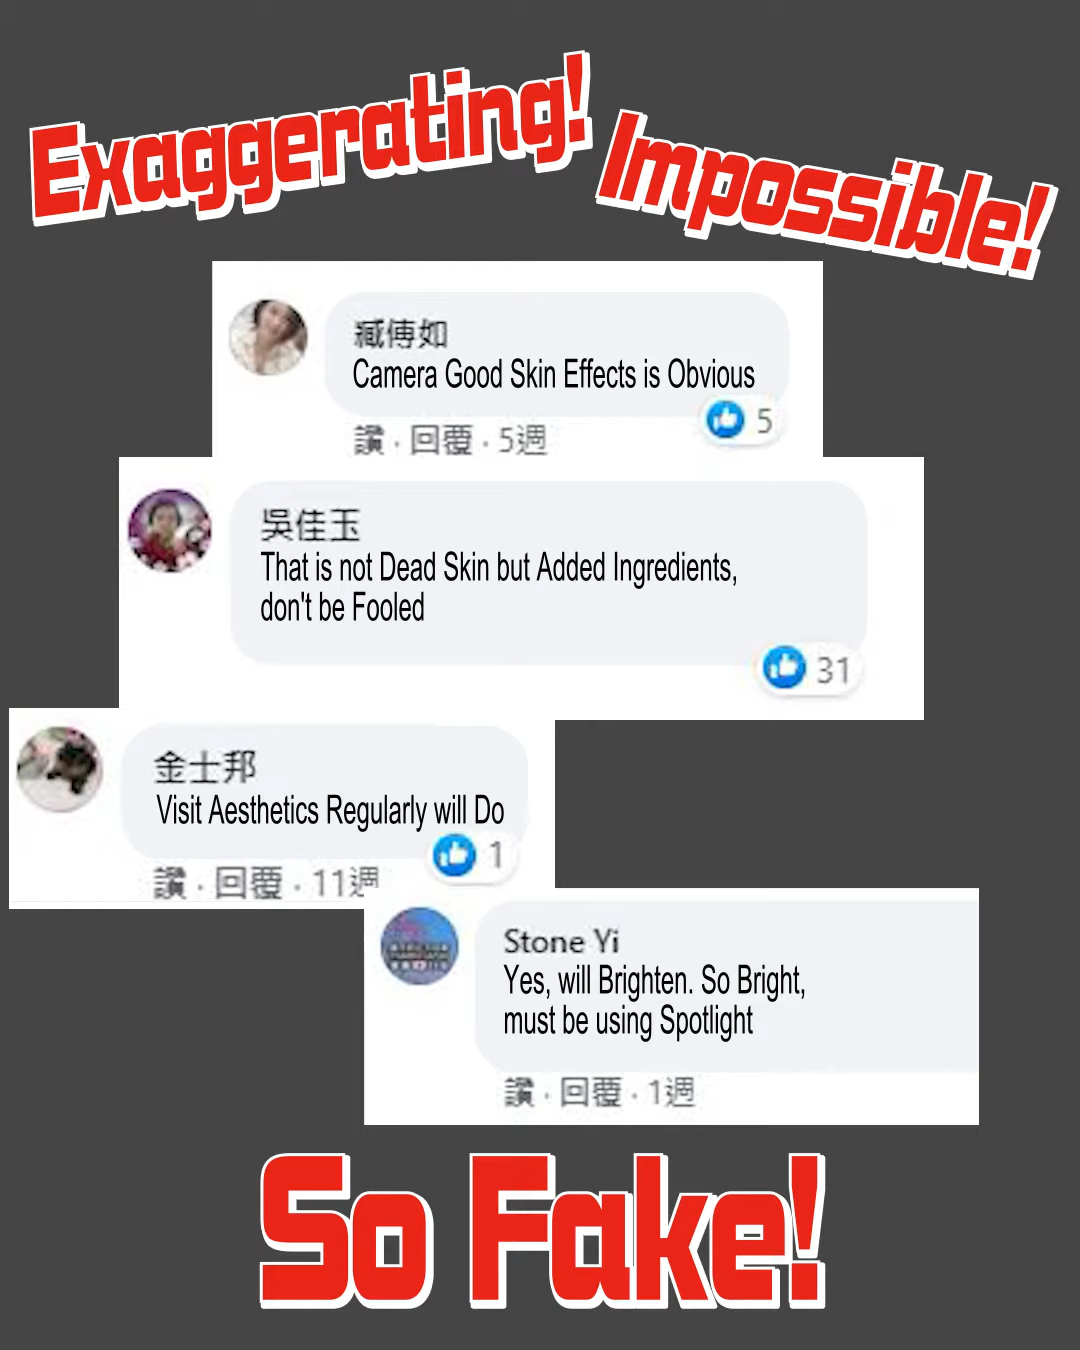 Exaggerating!
Impossible!
臧傳如
Camera Good Skin Effects is Obvious
5
讚·回覆·5週
吳佳玉
That is not Dead Skin but Added Ingredients,
don't be Fooled
31
金士邦
Visit Aesthetics Regularly will Do
1
讚·回覆·11週
Stone Yi
Yes, will Brighten. So Bright,
must be using Spotlight
讚·回覆·1週
So Fake!